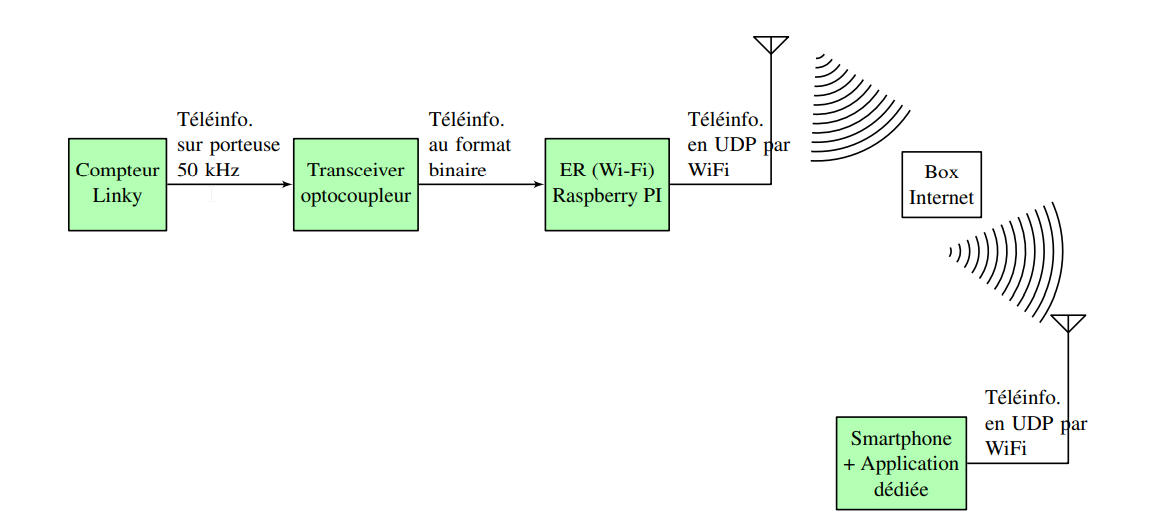 Téléinfo.
sur porteuse
50 kHz
Téléinfo.
au format
binaire
Téléinfo.
en UDP par
WiFi
Compteur
Linky
Transceiver
optocoupleur
ER (Wi-Fi)
Raspberry PI
Box
Internet
Téléinfo.
en UDP par
WiFi
Smartphone
+ Application
dédiée